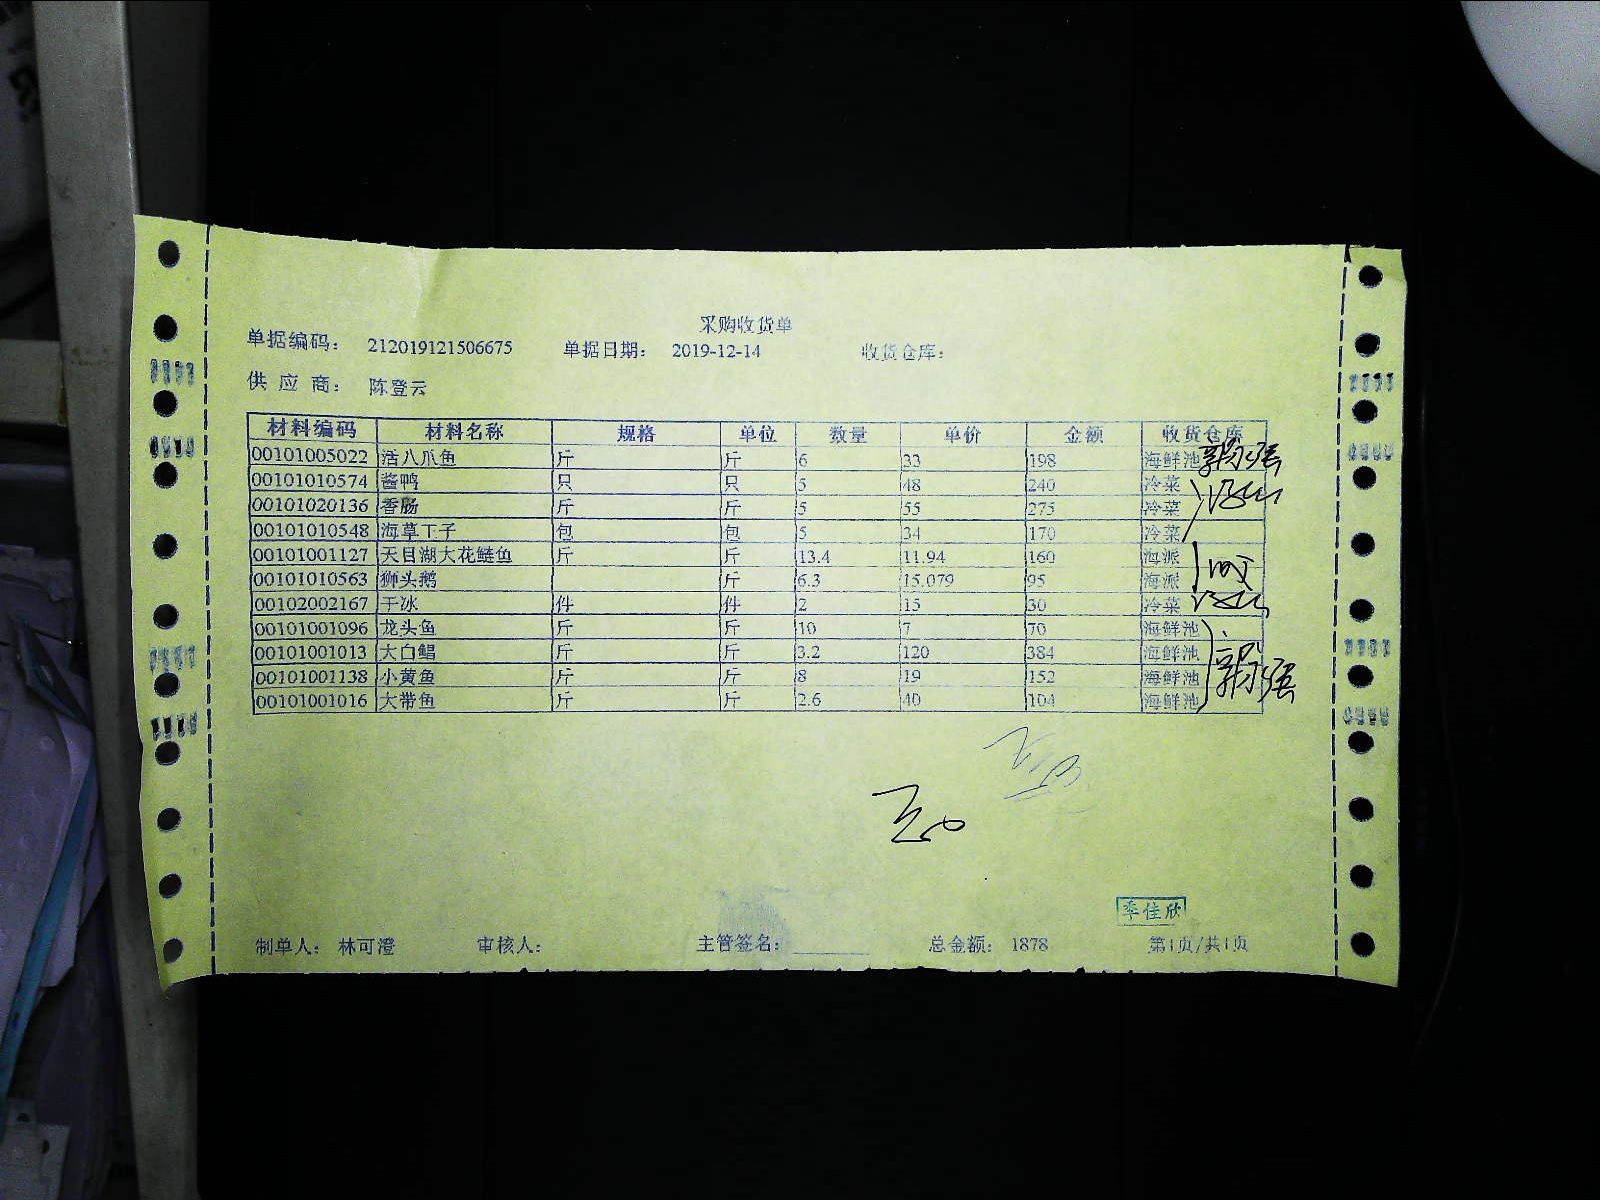 采购收货单
单据编码： 212019121506675 单据日期： 2019-12-14 收货仓库：
供 应 商： 陈登云
材料编码 材料名称 规格 单位 数量 单价 金额 收货仓库
00101005022 活八爪鱼 斤 斤 6 33 198 海鲜池
00101010574 酱鸭 只 只 5 48 240 冷菜
00101020136 香肠 斤 斤 5 55 275 冷菜
00101010548 海草丁子 包 包 5 34 170 冷菜
00101001127 天目湖大花鲢鱼 斤 斤 13.4 11.94 160 海派
00101010563 狮头鹅 斤 6.3 15.079 95 海派
00102002167 干冰 件 件 2 15 30 冷菜
00101001096 龙头鱼 斤 斤 10 7 70 海鲜池
00101001013 大白鲳 斤 斤 3.2 120 384 海鲜池
00101001138 小黄鱼 斤 斤 8 19 152 海鲜池
00101001016 大带鱼 斤 斤 2.6 40 104 海鲜池
季佳欣
制单人： 林可澄 审核人： 主管签名： 总金额： 1878 第1页/共1页